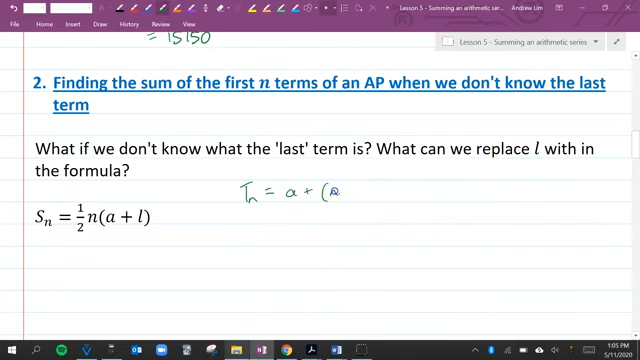 Lesson 5 - Summing an arithmetic series
Andrew Lim
File Home Insert Draw History Review View
= 15150
Lesson 5 - Summing an arithmetic series
2. Finding the sum of the first n terms of an AP when we don't know the last
term
What if we don't know what the 'last' term is? What can we replace l with in
the formula?
Tn = a + (n
Sn = 1/2 n(a + l)
1:05 PM
5/11/2020